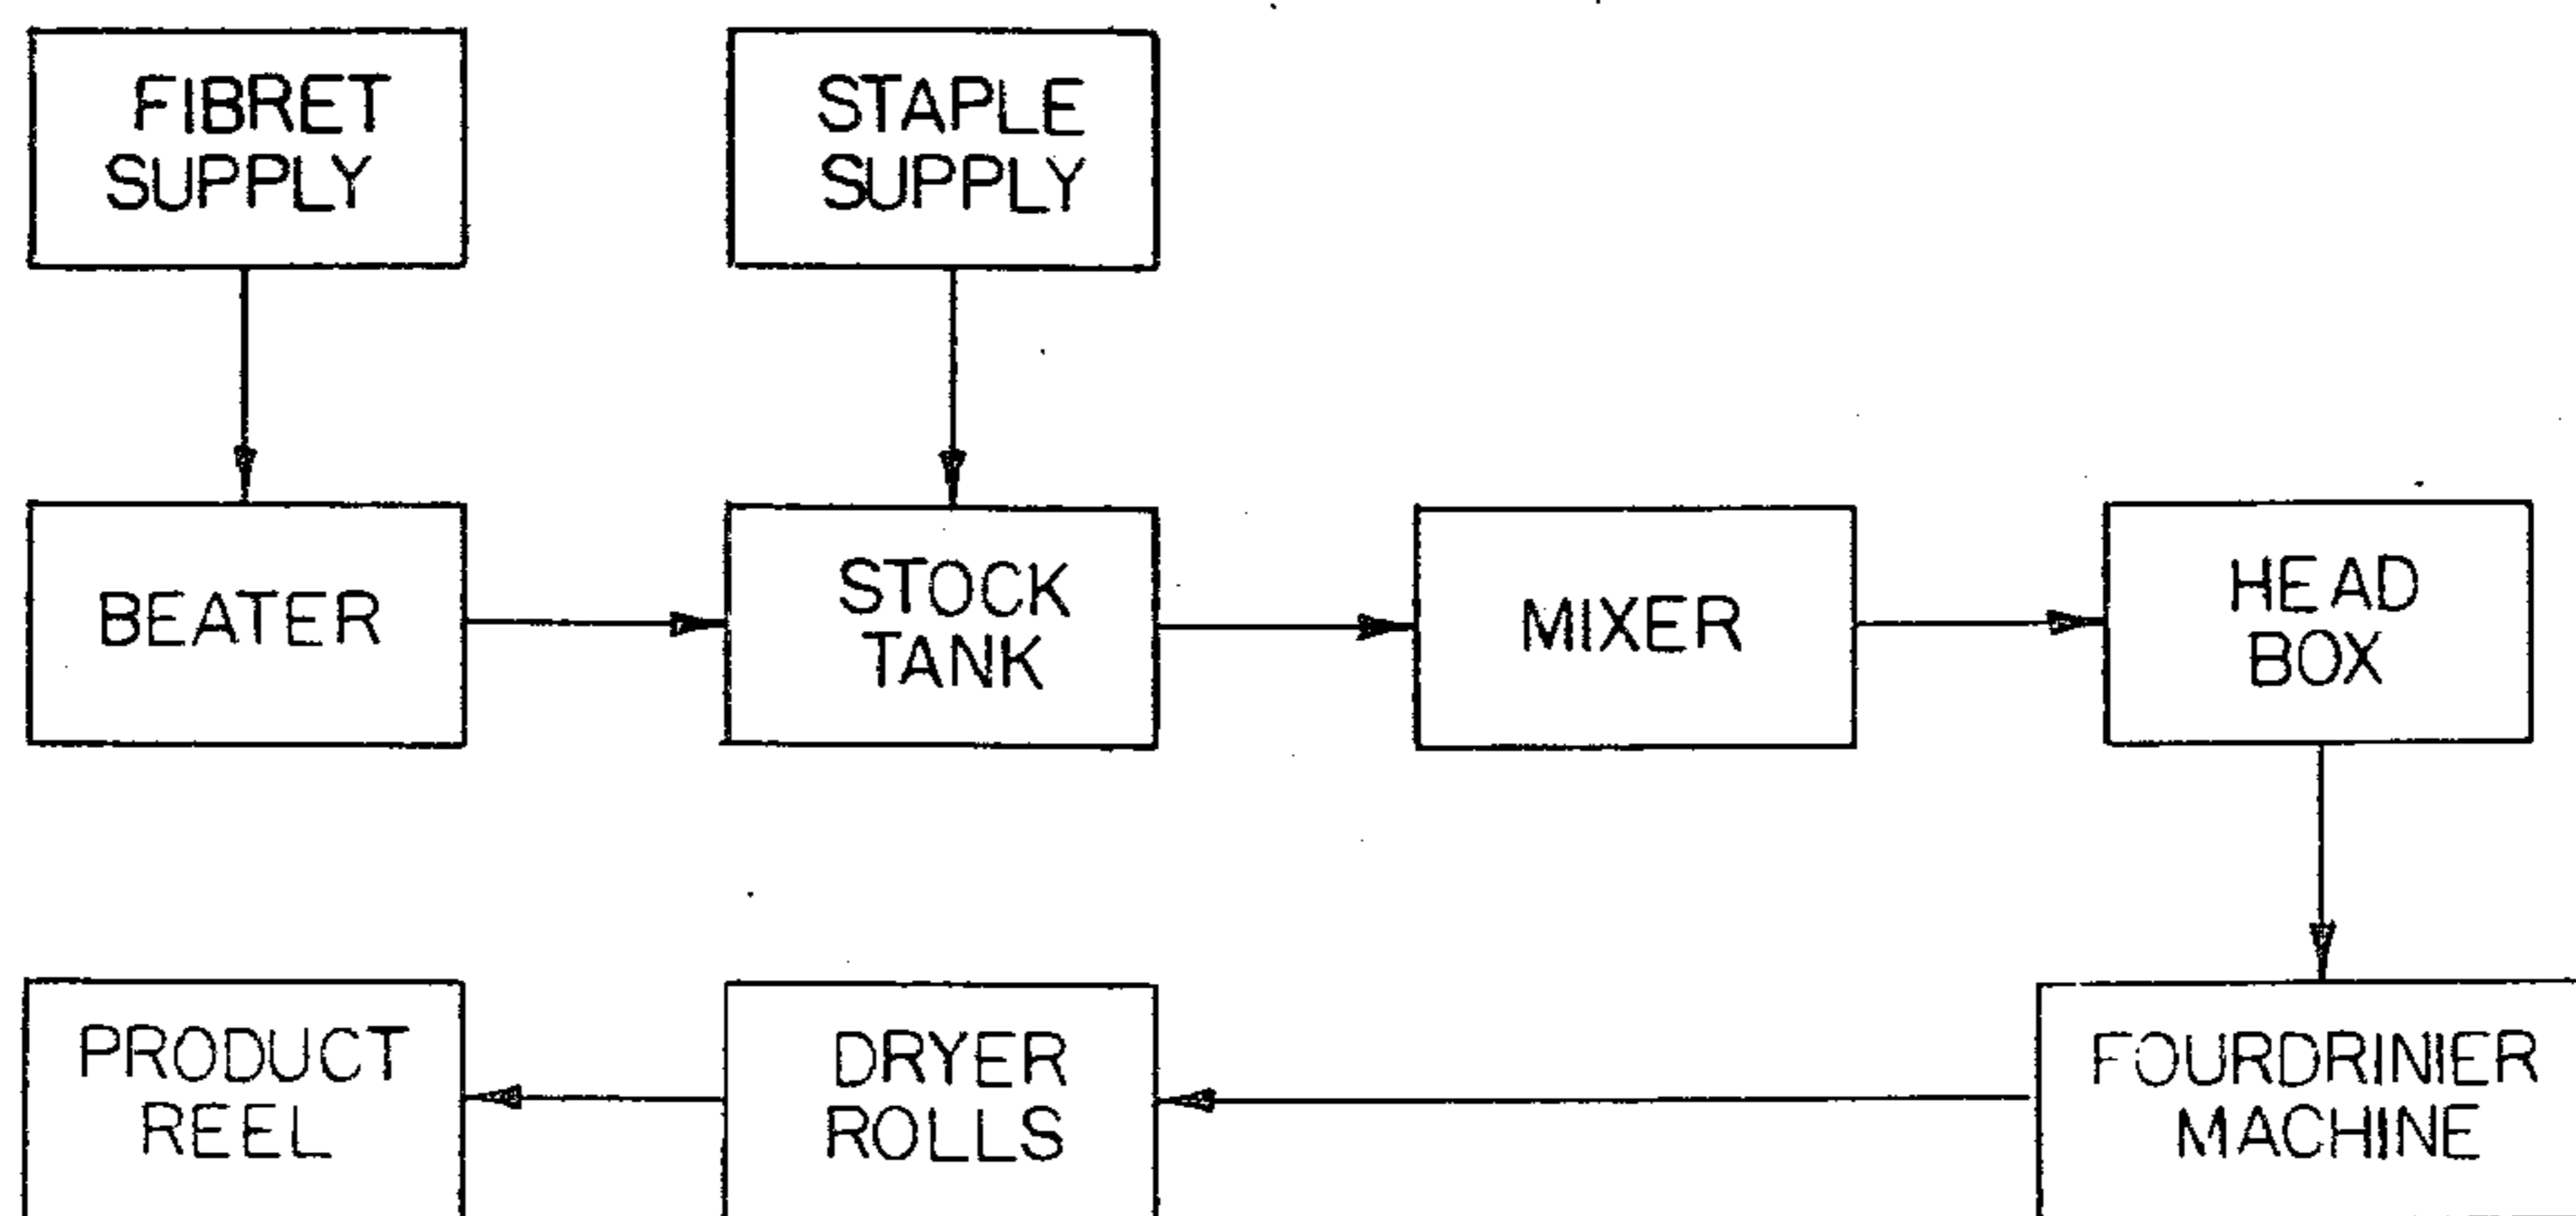 FIBRET
SUPPLY
STAPLE
SUPPLY
BEATER
STOCK
TANK
MIXER
HEAD
BOX
PRODUCT
REEL
DRYER
ROLLS
FOURDRINIER
MACHINE